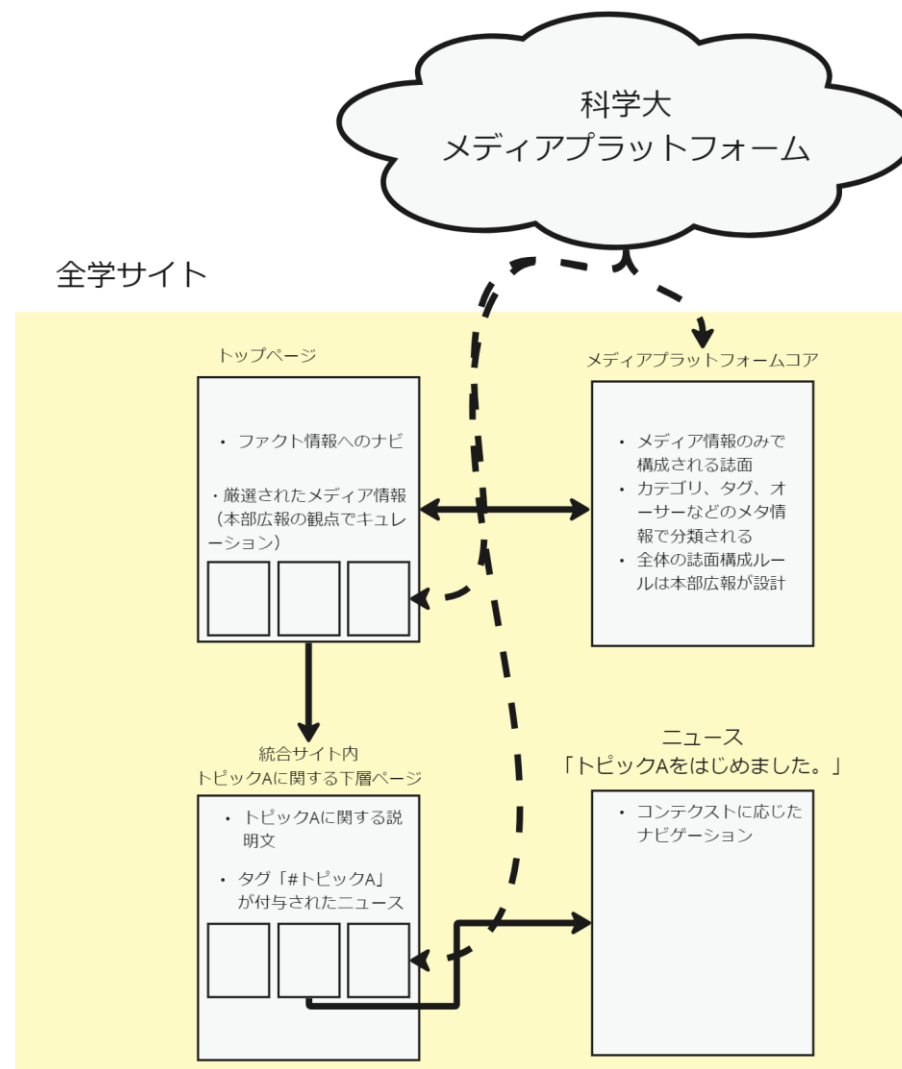 科学大
メディアプラットフォーム
全学サイト
トップページ
・ ファクト情報へのナビ
・厳選されたメディア情報
（本部広報の観点でキュレ
ーション）
メディアプラットフォームコア
・ メディア情報のみで
構成される誌面
・ カテゴリ、タグ、オ
ーサーなどのメタ情
報で分類される
・ 全体の誌面構成ルー
ルは本部広報が設計
統合サイト内
トピックAに関する下層ページ
・ トピックAに関する説
明文
・ タグ「#トピックA」
が付与されたニュース
ニュース
「トピックAをはじめました。」
・ コンテクストに応じた
ナビゲーション